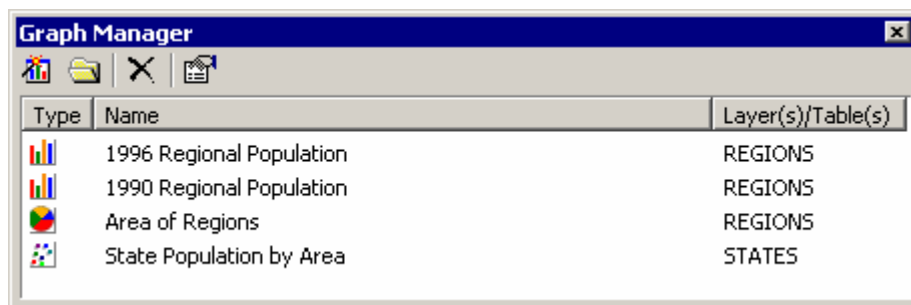 Graph Manager
Type Name Layer(s)/Table(s)
1996 Regional Population REGIONS
1990 Regional Population REGIONS
Area of Regions REGIONS
State Population by Area STATES